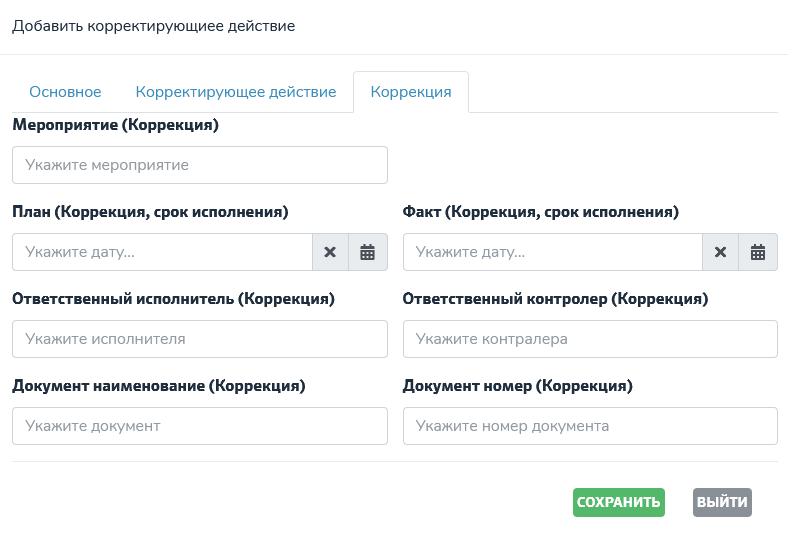 Добавить корректирующиее действие
Основное Корректирующее действие Коррекция
Мероприятие (Коррекция)
Укажите мероприятие
План (Коррекция, срок исполнения) Факт (Коррекция, срок исполнения)
Укажите дату... Укажите дату...
Ответственный исполнитель (Коррекция) Ответственный контролер (Коррекция)
Укажите исполнителя Укажите контралера
Документ наименование (Коррекция) Документ номер (Коррекция)
Укажите документ Укажите номер документа
СОХРАНИТЬ ВЫЙТИ